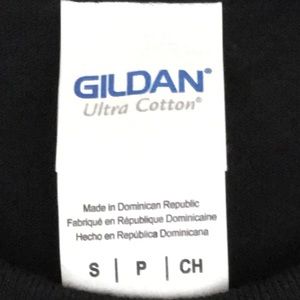 GILDAN®
Ultra Cotton®
Made in Dominican Republic
Fabriqué en République Dominicaine
Hecho en República Dominicana
S | P | CH